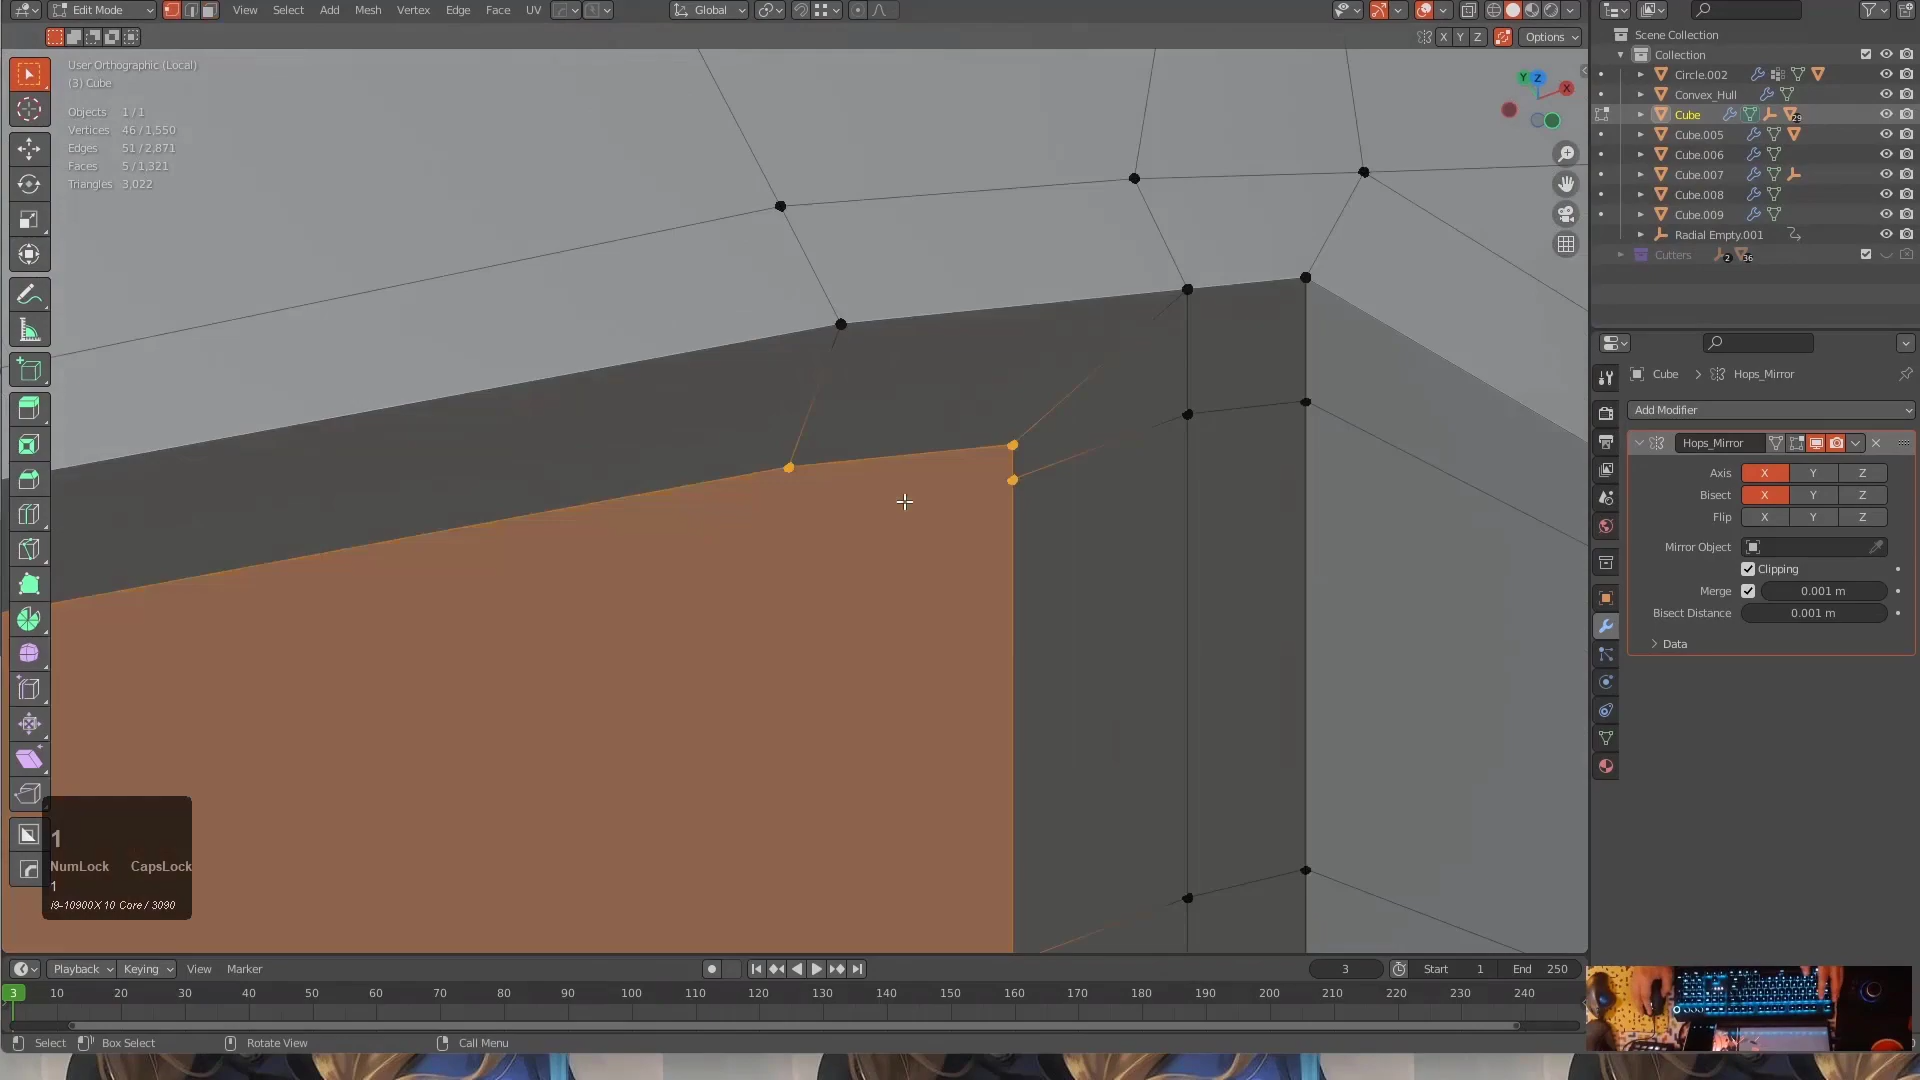 Edit Mode View Select Add Mesh Vertex Edge Face UV Global
X Y Z Options
User Orthographic (Local)
(3) Cube
Objects 1 / 1
Vertices 46 / 1,550
Edges 51 / 2,871
Faces 5 / 1,321
Triangles 3,022
Y Z X
1
NumLock CapsLock
1
i9-10900X 10 Core / 3090
Scene Collection
Collection
Circle.002
Convex_Hull
Cube 29
Cube.005
Cube.006
Cube.007
Cube.008
Cube.009
Radial Empty.001
Cutters 2 36
Cube > Hops_Mirror
Add Modifier
Hops_Mirror
Axis X Y Z
Bisect X Y Z
Flip X Y Z
Mirror Object
Clipping
Merge 0.001 m
Bisect Distance 0.001 m
Data
Playback Keying View Marker 3 Start 1 End 250
3 10 20 30 40 50 60 70 80 90 100 110 120 130 140 150 160 170 180 190 200 210 220 230 240
Select Box Select Rotate View Call Menu